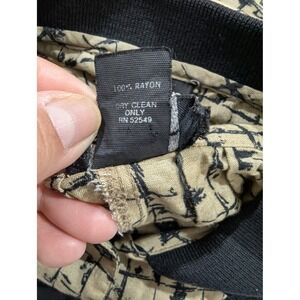 100% RAYON
DRY CLEAN
ONLY
RN 52549